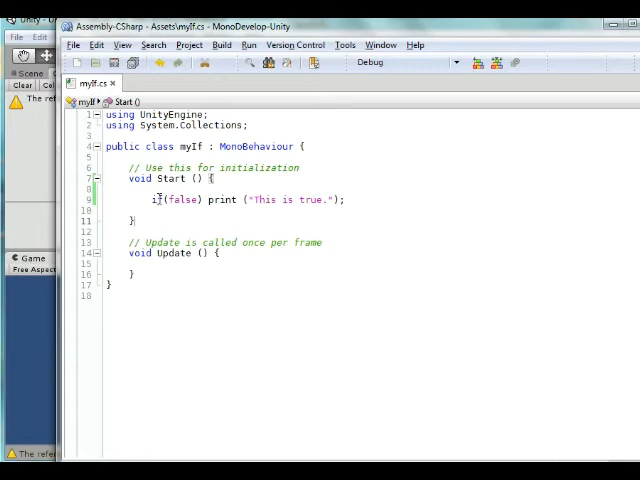 Unity - U
Assembly-CSharp - Assets\myIf.cs* - MonoDevelop-Unity
File Edit
File Edit View Search Project Build Run Version Control Tools Window Help
Debug
Scene
myIf.cs ×
Clear
myIf Start ()
The ref
1 using UnityEngine;
2 using System.Collections;
4 public class myIf : MonoBehaviour {
5
6 // Use this for initialization
7 void Start () {
8
9 if(false) print ("This is true.");
10
11 }
12
13 // Update is called once per frame
14 void Update () {
15
16 }
17 }
18
Game
Free Aspect
The refe